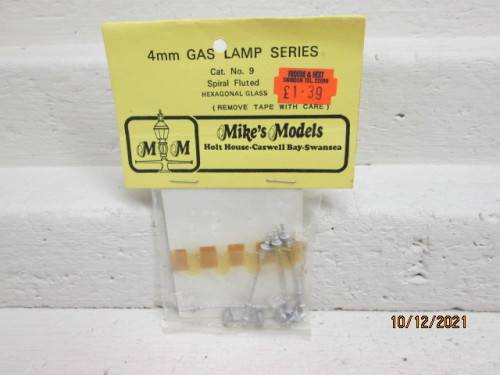 4mm GAS LAMP SERIES
Cat. No. 9
Spiral Fluted
HEXAGONAL GLASS
(REMOVE TAPE WITH CARE)
£1·39
M M
Mike's Models
Holt House-Caswell Bay-Swansea
10/12/2021